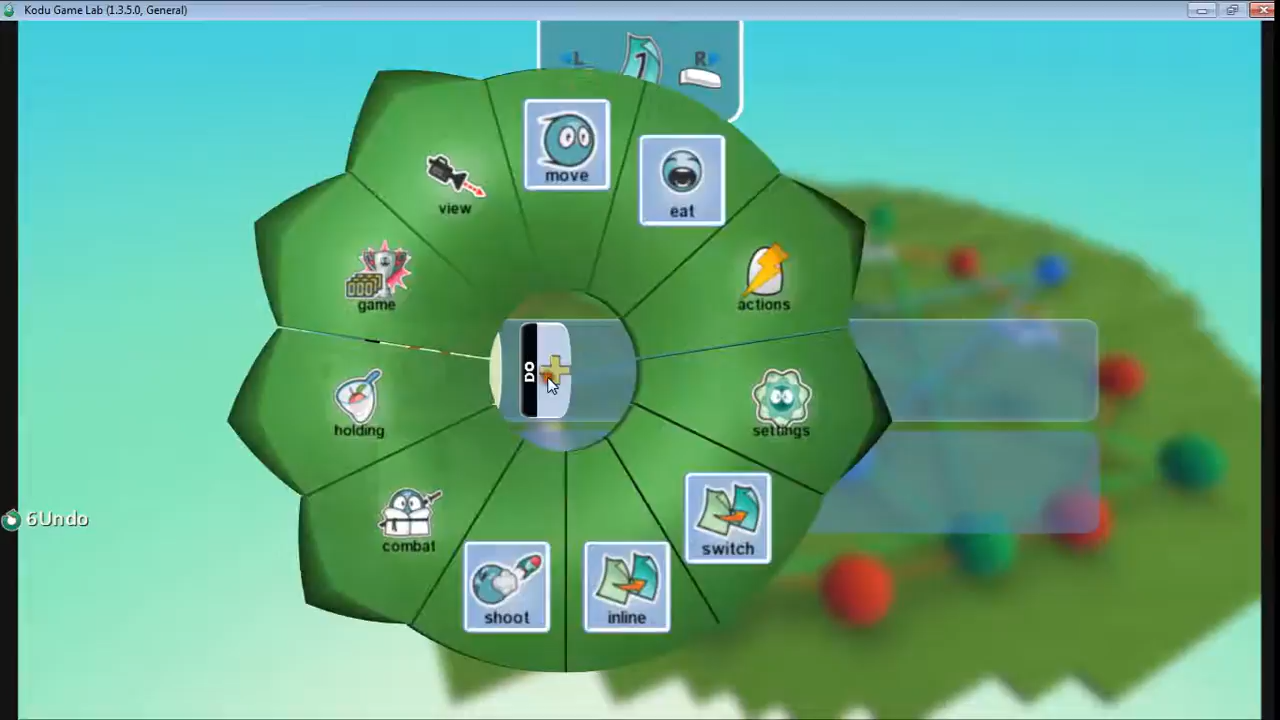 Kodu Game Lab (1.3.5.0, General)
L 1 R
move
eat
view
actions
game
DO
holding
settings
combat
switch
shoot
inline
6Undo